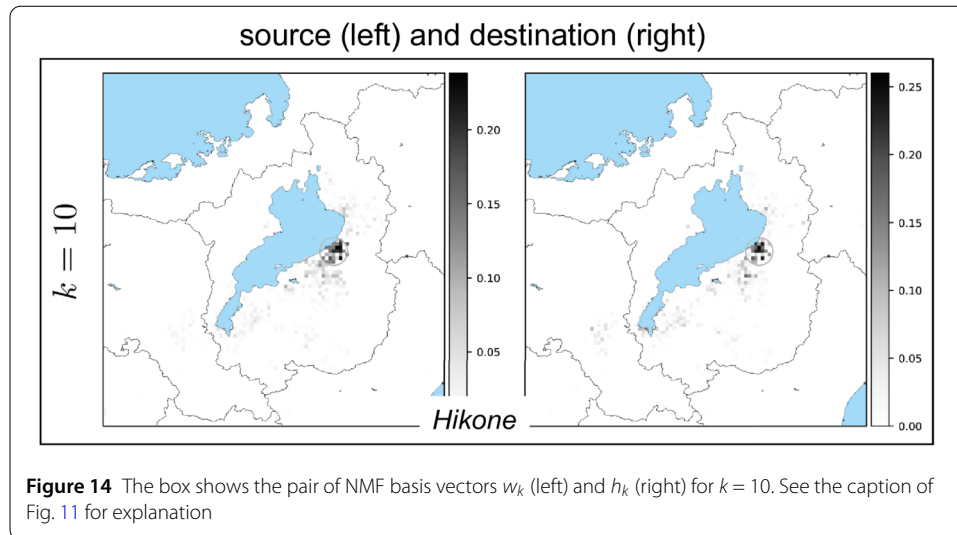 source (left) and destination (right)
k = 10
0.20
0.15
0.10
0.05
0.25
0.20
0.15
0.10
0.05
0.00
Hikone
Figure 14 The box shows the pair of NMF basis vectors wₖ (left) and hₖ (right) for k = 10. See the caption of
Fig. 11 for explanation